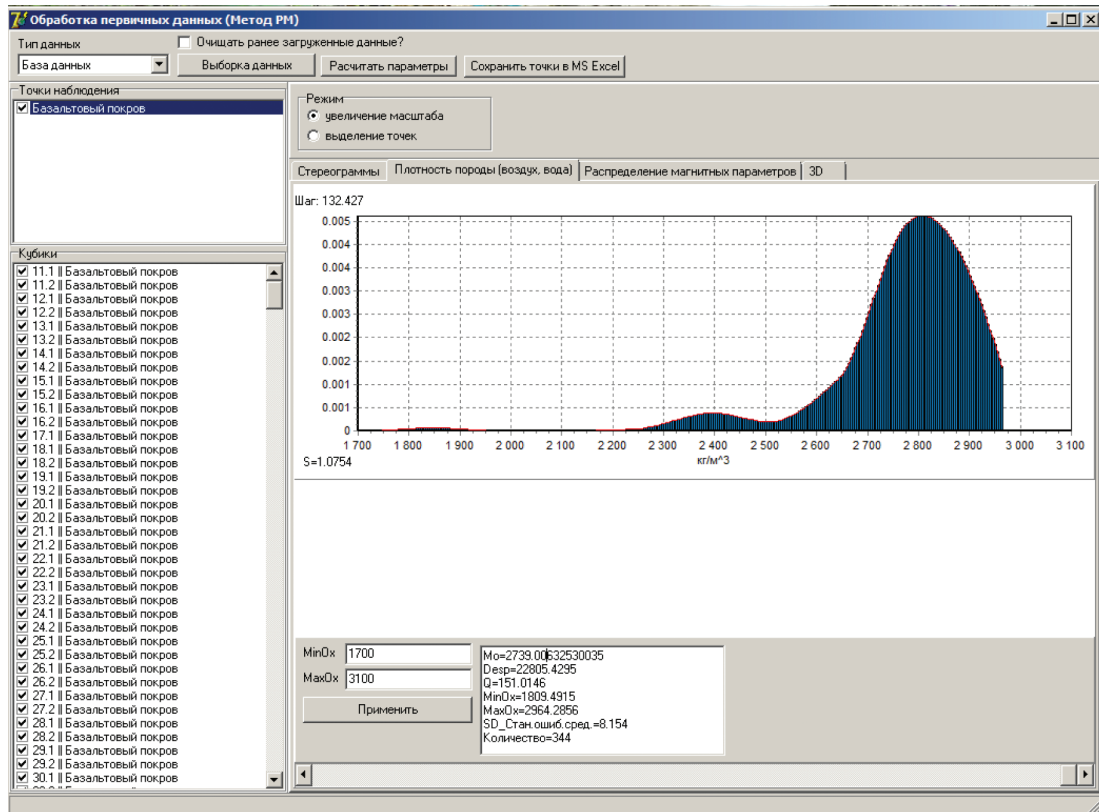 Обработка первичных данных (Метод РМ)
Тип данных
Очищать ранее загруженные данные?
База данных
Выборка данных
Расчитать параметры
Сохранить точки в MS Excel
Точки наблюдения
Базальтовый покров
Режим
увеличение масштаба
выделение точек
Стереограммы
Плотность породы (воздух, вода)
Распределение магнитных параметров
3D
Кубики
11.1 || Базальтовый покров
11.2 || Базальтовый покров
12.1 || Базальтовый покров
12.2 || Базальтовый покров
13.1 || Базальтовый покров
13.2 || Базальтовый покров
14.1 || Базальтовый покров
14.2 || Базальтовый покров
15.1 || Базальтовый покров
15.2 || Базальтовый покров
16.1 || Базальтовый покров
16.2 || Базальтовый покров
17.1 || Базальтовый покров
18.1 || Базальтовый покров
18.2 || Базальтовый покров
19.1 || Базальтовый покров
19.2 || Базальтовый покров
20.1 || Базальтовый покров
20.2 || Базальтовый покров
21.1 || Базальтовый покров
21.2 || Базальтовый покров
22.1 || Базальтовый покров
22.2 || Базальтовый покров
23.1 || Базальтовый покров
23.2 || Базальтовый покров
24.1 || Базальтовый покров
24.2 || Базальтовый покров
25.1 || Базальтовый покров
25.2 || Базальтовый покров
26.1 || Базальтовый покров
26.2 || Базальтовый покров
27.1 || Базальтовый покров
27.2 || Базальтовый покров
28.1 || Базальтовый покров
28.2 || Базальтовый покров
29.1 || Базальтовый покров
29.2 || Базальтовый покров
30.1 || Базальтовый покров
Шаг: 132.427
0.005
0.004
0.004
0.003
0.003
0.002
0.002
0.001
0.001
0
1 700 1 800 1 900 2 000 2 100 2 200 2 300 2 400 2 500 2 600 2 700 2 800 2 900 3 000 3 100
S=1.0754
кг/м^3
MinOx 1700
MaxOx 3100
Применить
Mo=2739.00632530035
Desp=22805.4295
Q=151.0146
MinOx=1809.4915
MaxOx=2964.2856
SD_Стан.ошиб.сред.=8.154
Количество=344